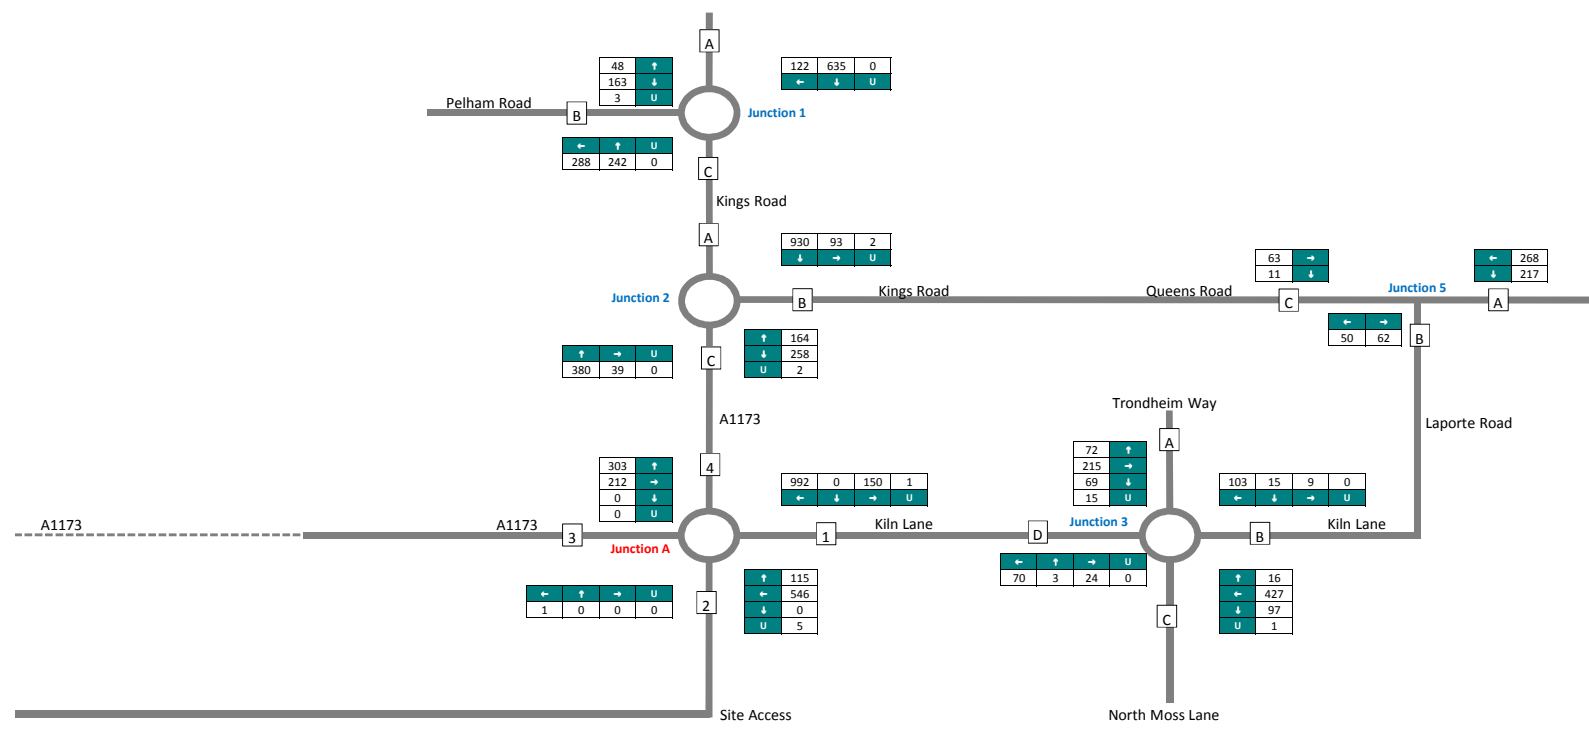 A
48 ↑
163 ↓
3 U
122 635 0
← ↓ U
Pelham Road
B
Junction 1
← ↑ U
288 242 0
C
Kings Road
A
930 93 2
↓ → U
63 →
11 ↓
← 268
↓ 217
Junction 2
B
Kings Road
Queens Road
C
Junction 5
A
← →
50 62
B
↑ 164
↓ 258
U 2
↑ → U
380 39 0
C
A1173
Trondheim Way
A
Laporte Road
303 ↑
212 →
0 ↓
0 U
4
992 0 150 1
← ↓ → U
72 ↑
215 →
69 ↓
15 U
103 15 9 0
← ↓ → U
A1173
A1173
3
Junction A
1
Kiln Lane
D
Junction 3
B
Kiln Lane
← ↑ → U
70 3 24 0
← ↑ → U
1 0 0 0
2
↑ 115
← 546
↓ 0
U 5
C
↑ 16
← 427
↓ 97
U 1
Site Access
North Moss Lane